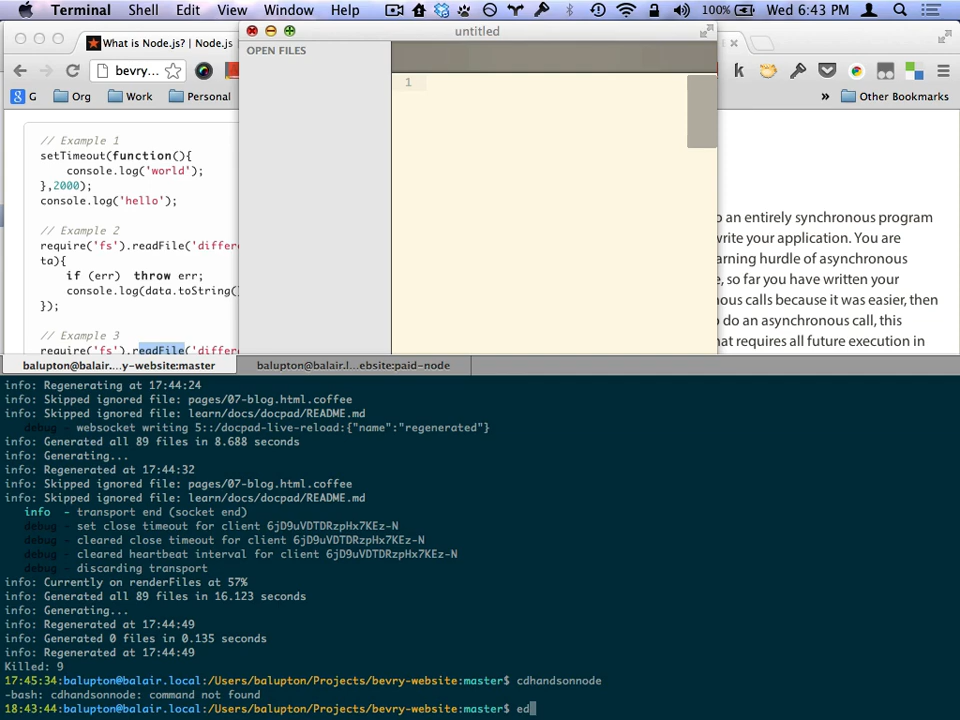 Terminal Shell Edit View Window Help 100% Wed 6:43 PM
What is Node.js? | Node.js
untitled
bevry...
OPEN FILES
G Org Work Personal
» Other Bookmarks
1
// Example 1
setTimeout(function(){
console.log('world');
},2000);
console.log('hello');
// Example 2
require('fs').readFile('differ
ta){
if (err) throw err;
console.log(data.toString()
});
// Example 3
require('fs').readFile('differ
o an entirely synchronous program
write your application. You are
arning hurdle of asynchronous
e, so far you have written your
nous calls because it was easier, then
o do an asynchronous call, this
hat requires all future execution in
balupton@balair....y-website:master
balupton@balair.l...ebsite:paid-node
info: Regenerating at 17:44:24
info: Skipped ignored file: pages/07-blog.html.coffee
info: Skipped ignored file: learn/docs/docpad/README.md
debug - websocket writing 5::/docpad-live-reload:{"name":"regenerated"}
info: Generated all 89 files in 8.688 seconds
info: Generating...
info: Regenerated at 17:44:32
info: Skipped ignored file: pages/07-blog.html.coffee
info: Skipped ignored file: learn/docs/docpad/README.md
info - transport end (socket end)
debug - set close timeout for client 6jD9uVDTDRzpHx7KEz-N
debug - cleared close timeout for client 6jD9uVDTDRzpHx7KEz-N
debug - cleared heartbeat interval for client 6jD9uVDTDRzpHx7KEz-N
debug - discarding transport
info: Currently on renderFiles at 57%
info: Generated all 89 files in 16.123 seconds
info: Generating...
info: Regenerated at 17:44:49
info: Generated 0 files in 0.135 seconds
info: Regenerated at 17:44:49
Killed: 9
17:45:34:balupton@balair.local:/Users/balupton/Projects/bevry-website:master$ cdhandsonnode
-bash: cdhandsonnode: command not found
18:43:44:balupton@balair.local:/Users/balupton/Projects/bevry-website:master$ ed